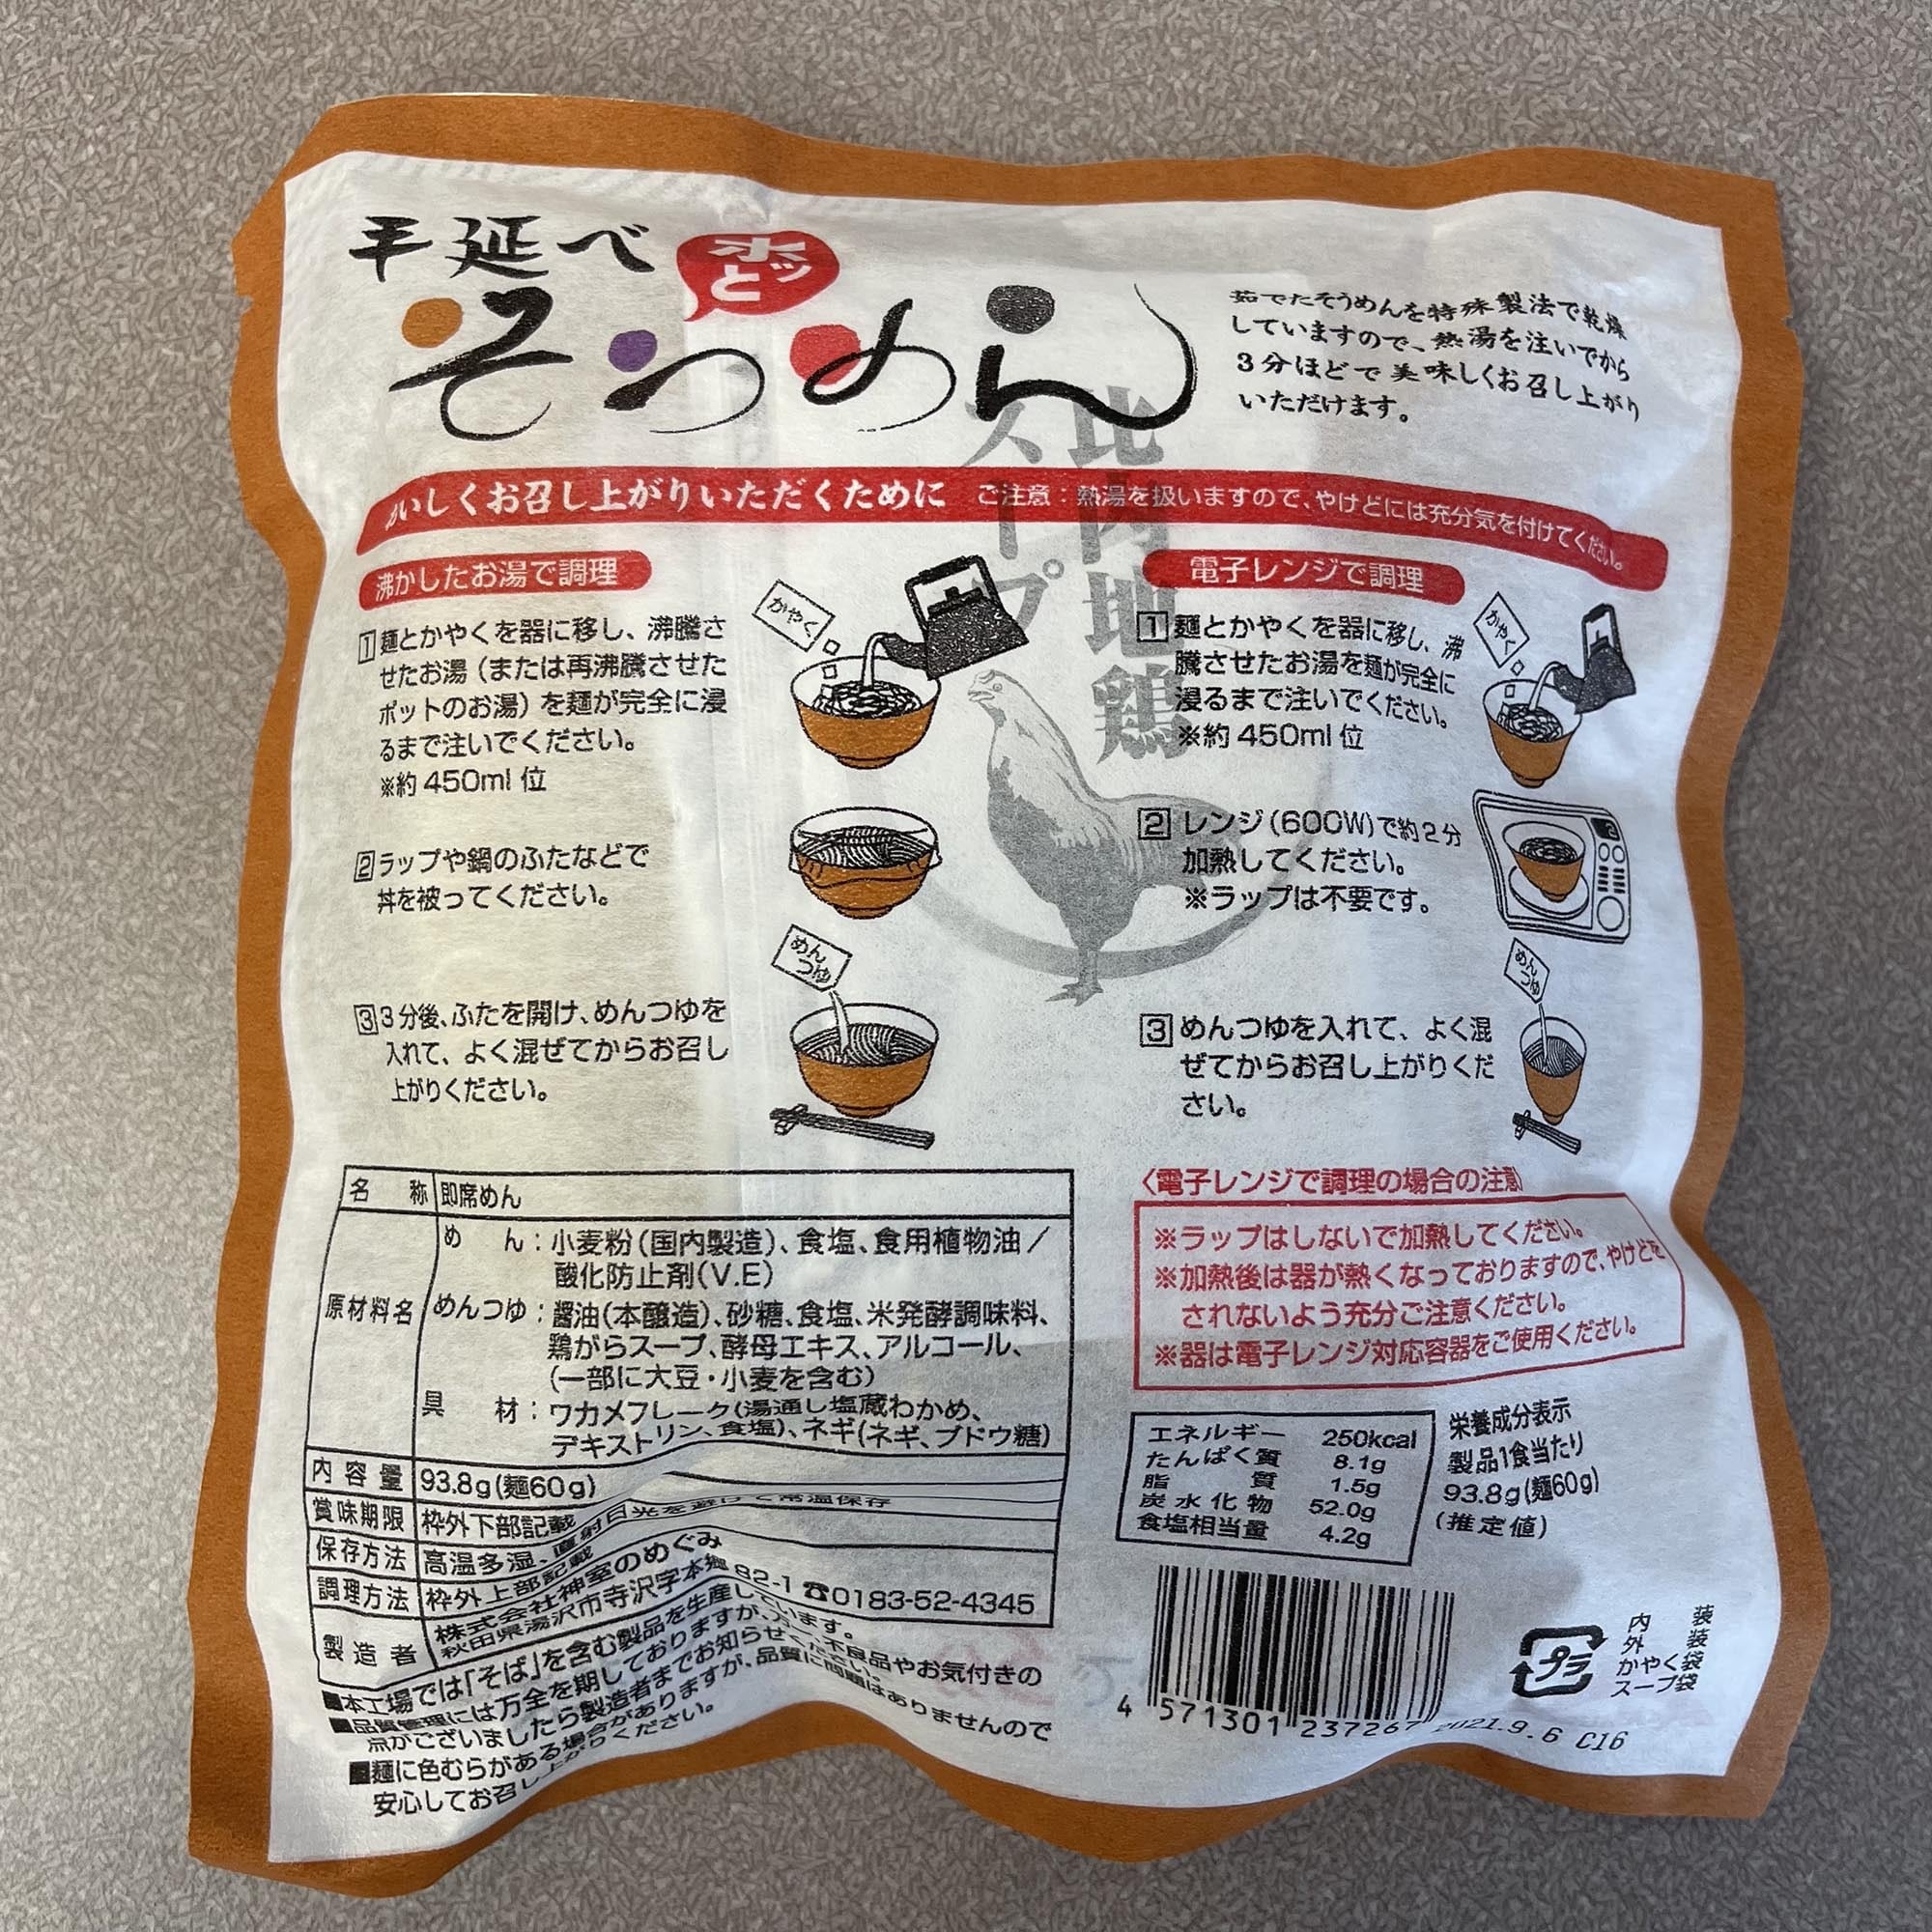 手延べ
ホッと
そうめん
茹でたそうめんを特殊製法で乾燥
していますので、熱湯を注いでから
3分ほどで美味しくお召し上がり
いただけます。
比内地鶏
スープ
おいしくお召し上がりいただくために ご注意:熱湯を扱いますので、やけどには充分気を付けてください。
沸かしたお湯で調理
1 麺とかやくを器に移し、沸騰さ
せたお湯(または再沸騰させた
ポットのお湯)を麺が完全に浸
るまで注いでください。
※約450ml位
かやく
2 ラップや鍋のふたなどで
丼を被ってください。
3 3分後、ふたを開け、めんつゆを
入れて、よく混ぜてからお召し
上がりください。
めん
つゆ
電子レンジで調理
1 麺とかやくを器に移し、沸
騰させたお湯を麺が完全に
浸るまで注いでください。
※約450ml位
かやく
2 レンジ(600W)で約2分
加熱してください。
※ラップは不要です。
3 めんつゆを入れて、よく混
ぜてからお召し上がりくだ
さい。
めん
つゆ
名称 即席めん
原材料名 めん:小麦粉(国内製造)、食塩、食用植物油/
酸化防止剤(V.E)
めんつゆ:醤油(本醸造)、砂糖、食塩、米発酵調味料、
鶏がらスープ、酵母エキス、アルコール、
(一部に大豆・小麦を含む)
具材:ワカメフレーク(湯通し塩蔵わかめ、
デキストリン、食塩)、ネギ(ネギ、ブドウ糖)
内容量 93.8g(麺60g)
賞味期限 枠外下部記載
保存方法 高温多湿、直射日光を避けて常温保存
調理方法 枠外上部記載
製造者 株式会社神室のめぐみ
秋田県湯沢市寺沢字本郷82-1 ☎0183-52-4345
■本工場では「そば」を含む製品を生産しています。
■品質管理には万全を期しておりますが、万一不良品やお気付きの
点がございましたら製造者までお知らせください。
■麺に色むらがある場合がありますが、品質に問題はありませんので
安心してお召し上がりください。
〈電子レンジで調理の場合の注意〉
※ラップはしないで加熱してください。
※加熱後は器が熱くなっておりますので、やけどを
されないよう充分ご注意ください。
※器は電子レンジ対応容器をご使用ください。
エネルギー 250kcal
たんぱく質 8.1g
脂質 1.5g
炭水化物 52.0g
食塩相当量 4.2g
栄養成分表示
製品1食当たり
93.8g(麺60g)
(推定値)
4 571301 237267
2021.9.6 C16
プラ
内装
外装
かやく袋
スープ袋